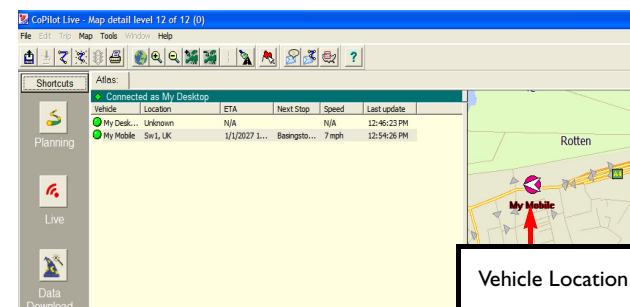 CoPilot Live - Map detail level 12 of 12 (0)
File Edit Trip Map Tools Window Help
?
Shortcuts
Atlas:
Connected as My Desktop
Vehicle Location ETA Next Stop Speed Last update
My Desk... Unknown N/A N/A 12:46:23 PM
My Mobile Sw1, UK 1/1/2027 1... Basingsto... 7 mph 12:54:26 PM
Planning
Live
Data
Download...
Rotten
My Mobile
Vehicle Location